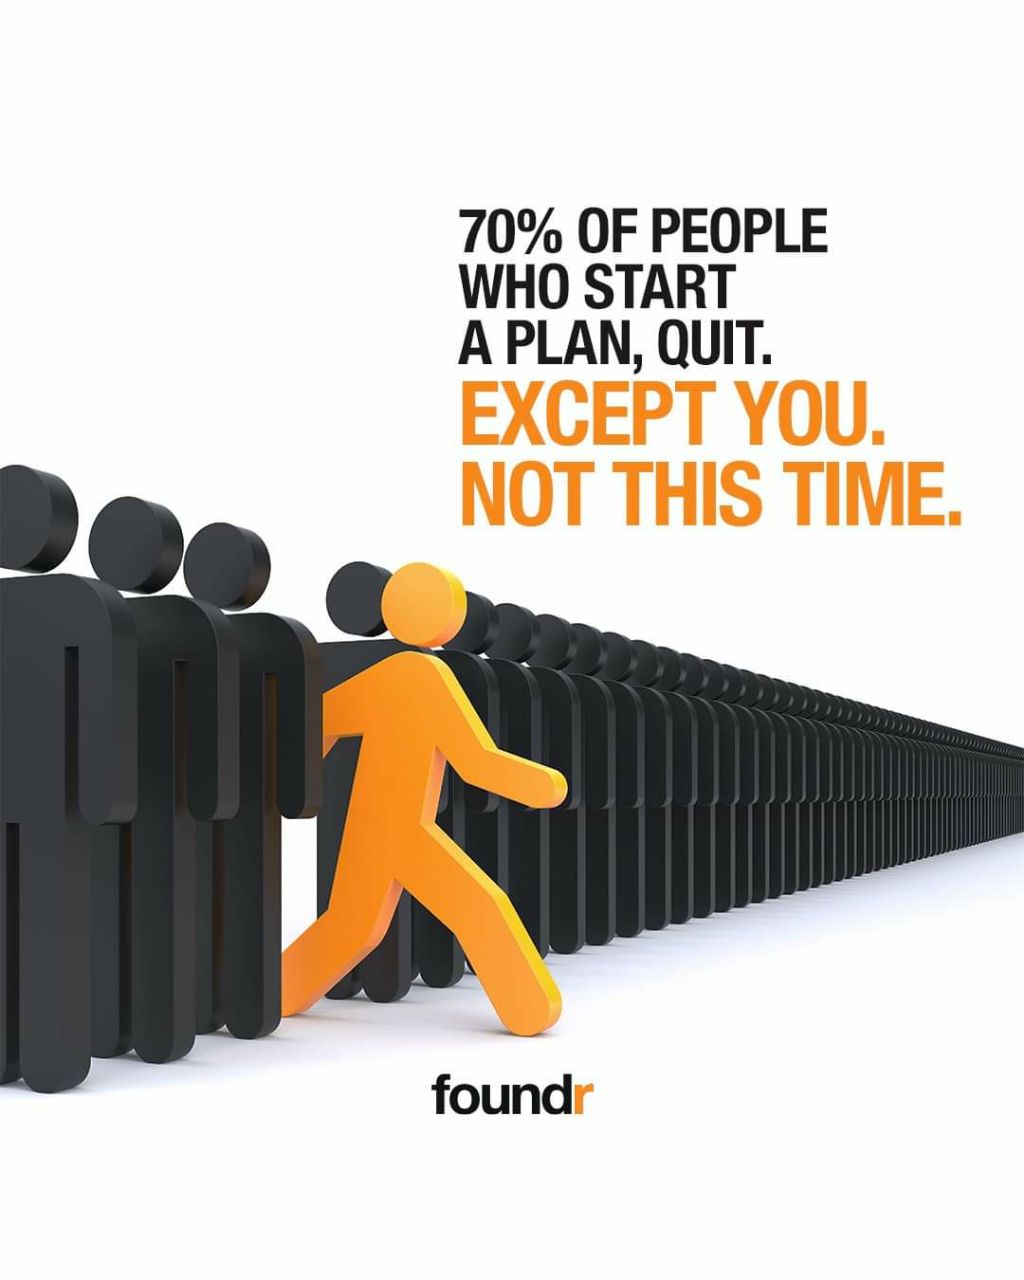 70% OF PEOPLE
WHO START
A PLAN, QUIT.
EXCEPT YOU.
NOT THIS TIME.
foundr